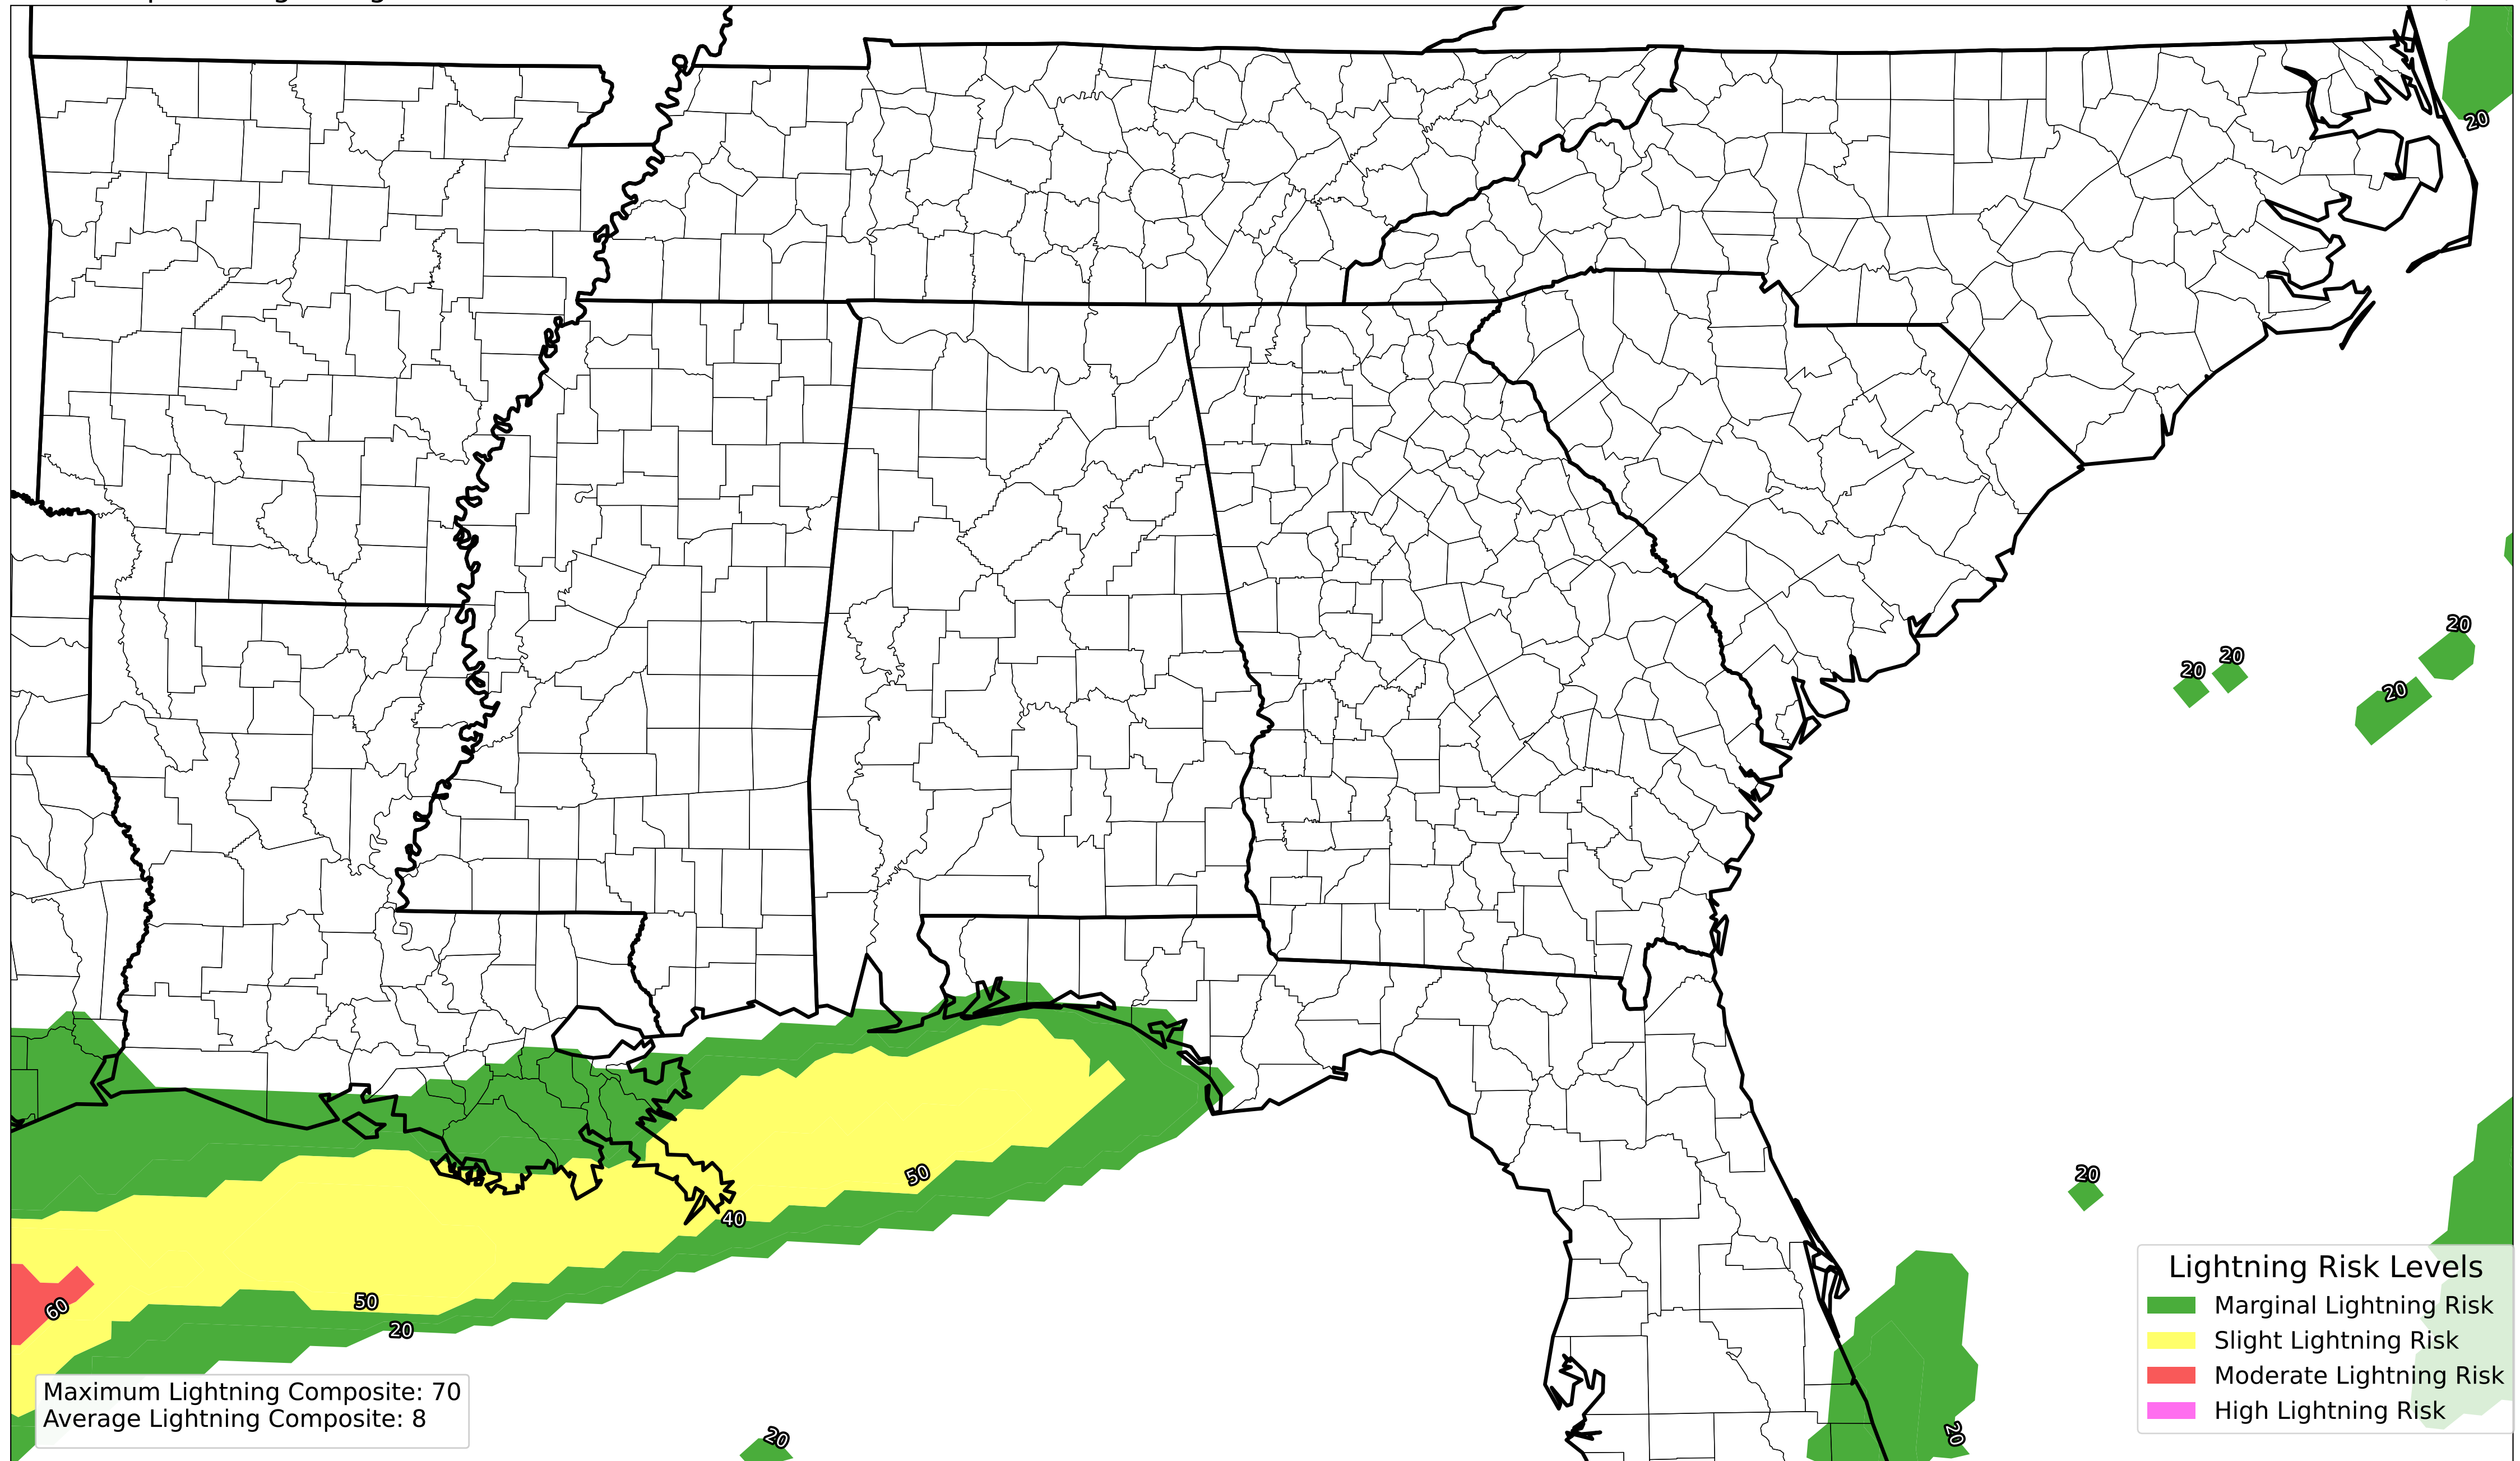 20
20
20
20
20
20
50
40
20
60
50
20
20
20
Lightning Risk Levels
Marginal Lightning Risk
Slight Lightning Risk
Moderate Lightning Risk
High Lightning Risk
Maximum Lightning Composite: 70
Average Lightning Composite: 8